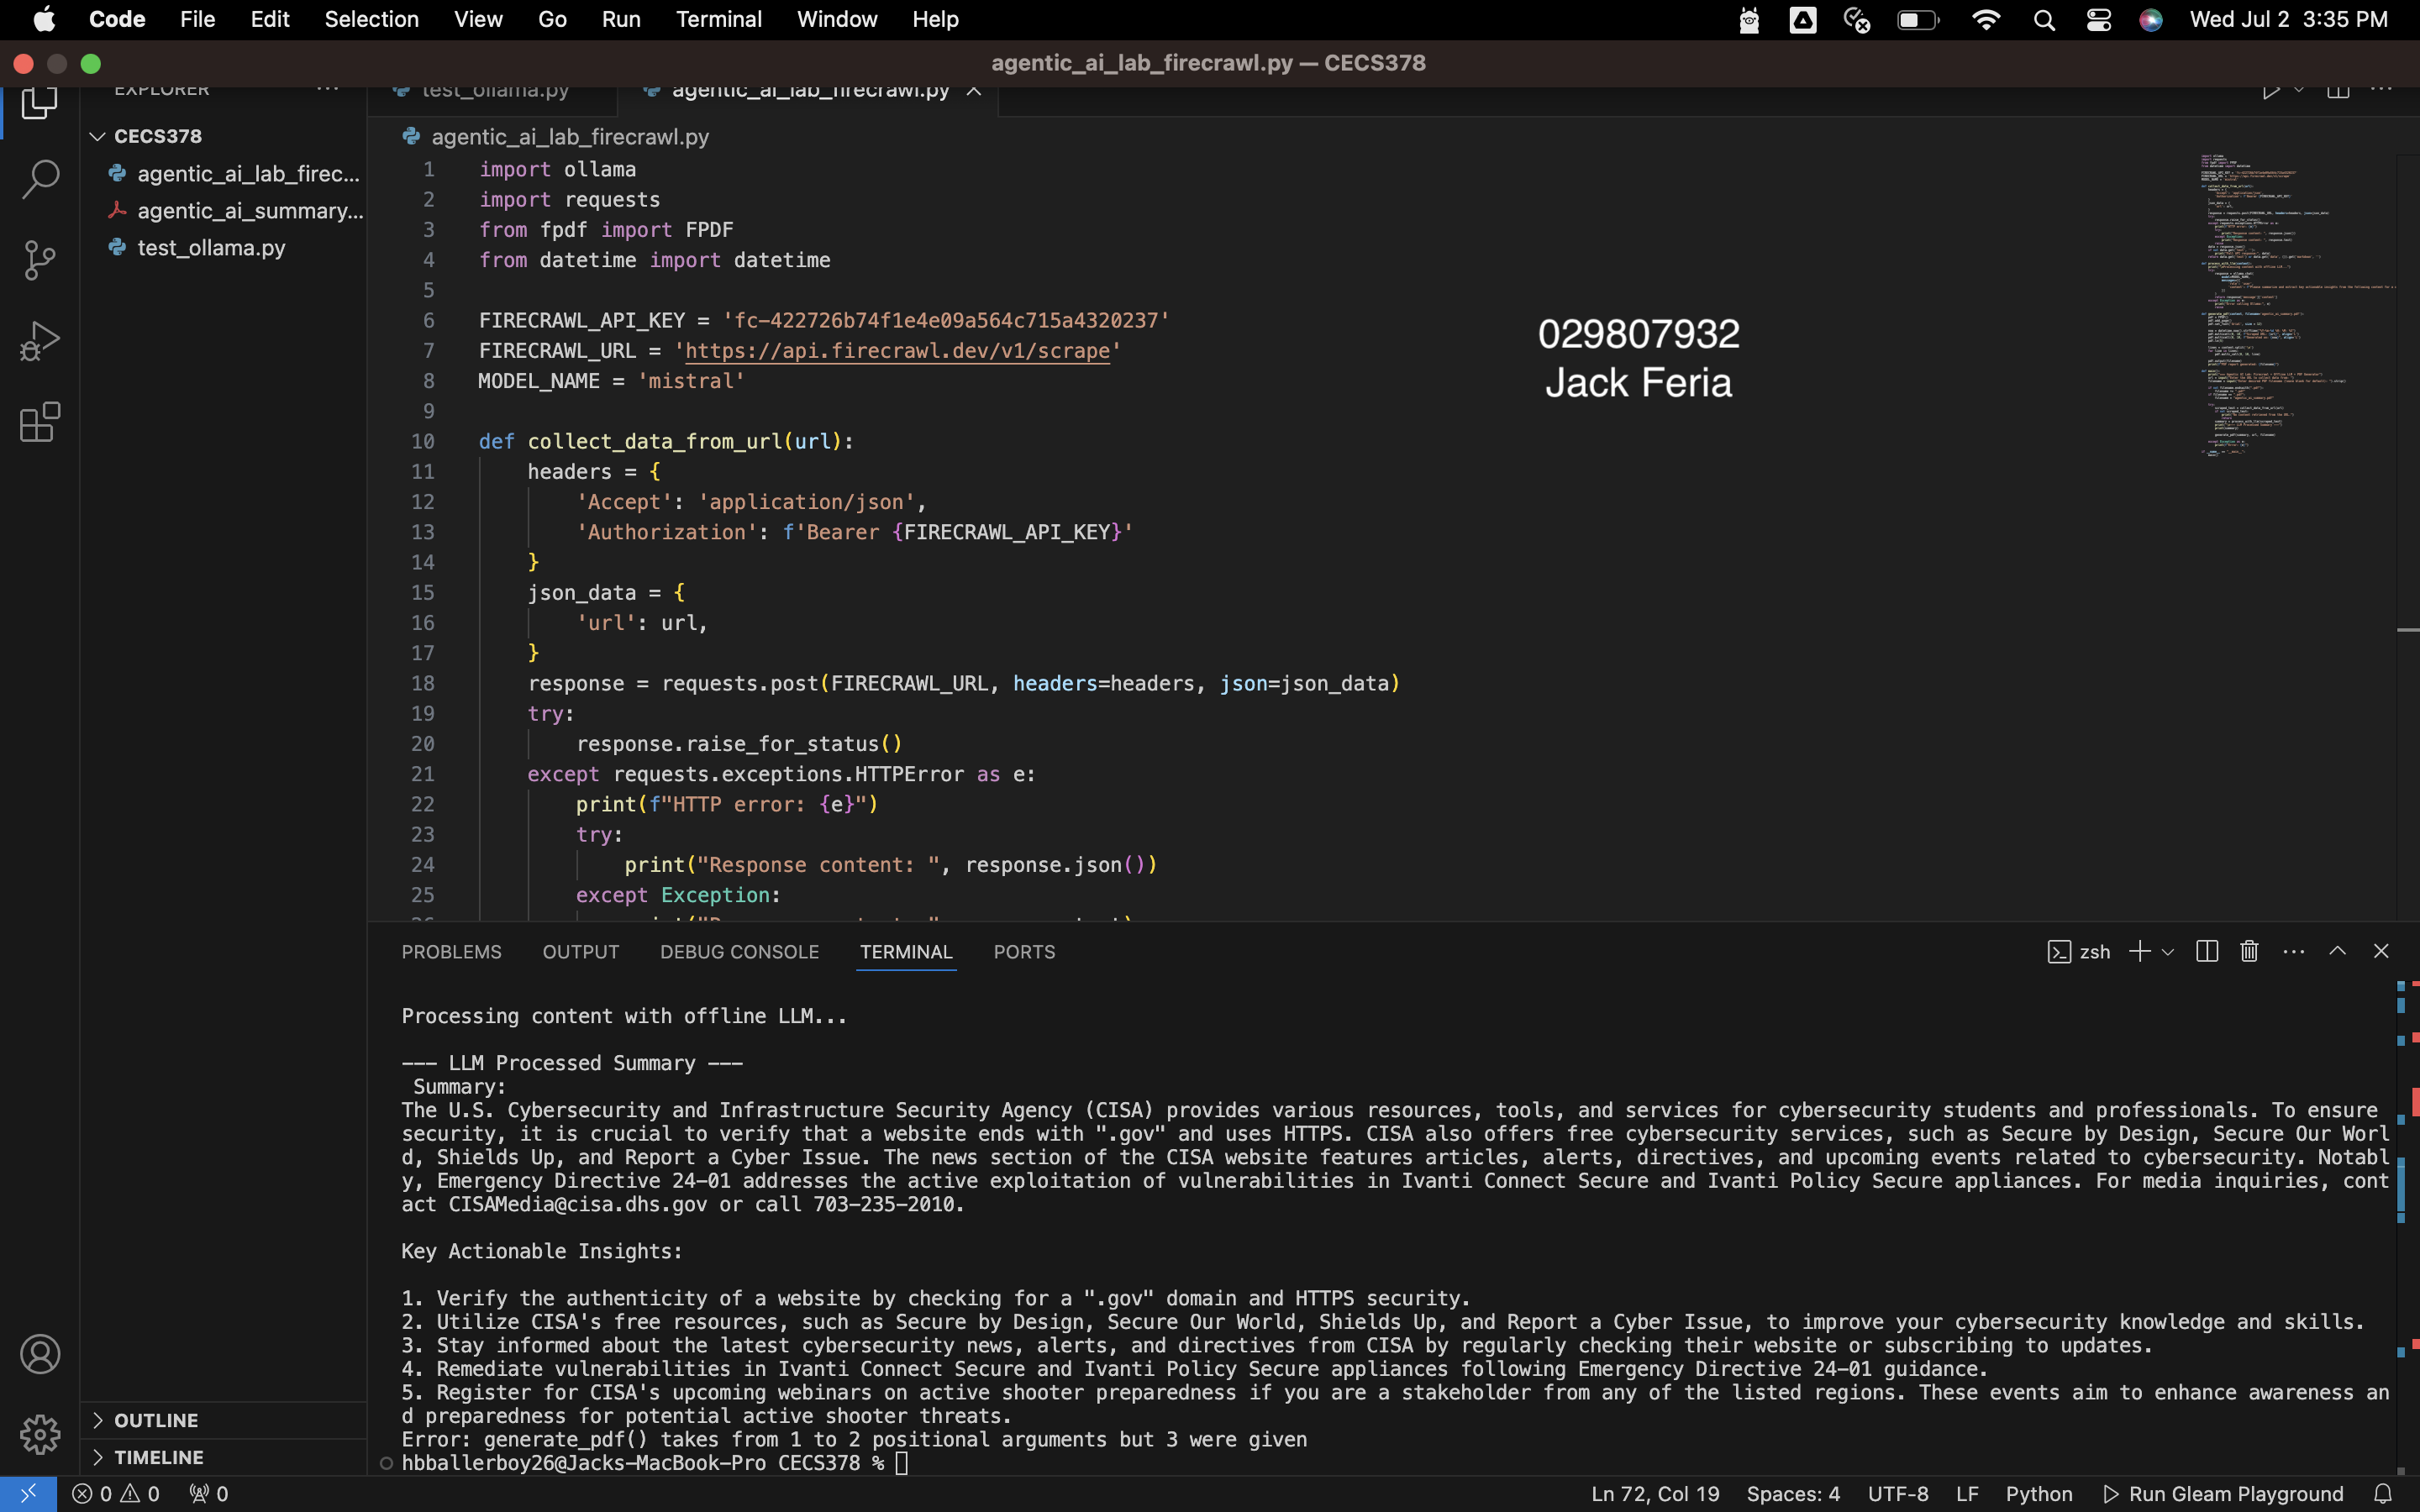 Code File Edit Selection View Go Run Terminal Window Help Wed Jul 2 3:35 PM
agentic_ai_lab_firecrawl.py — CECS378
EXPLORER ··· test_ollama.py agentic_ai_lab_firecrawl.py
CECS378
agentic_ai_lab_firec...
agentic_ai_summary...
test_ollama.py
agentic_ai_lab_firecrawl.py
1 import ollama
2 import requests
3 from fpdf import FPDF
4 from datetime import datetime
5
6 FIRECRAWL_API_KEY = 'fc-422726b74f1e4e09a564c715a4320237'
7 FIRECRAWL_URL = 'https://api.firecrawl.dev/v1/scrape'
8 MODEL_NAME = 'mistral'
9
10 def collect_data_from_url(url):
11     headers = {
12         'Accept': 'application/json',
13         'Authorization': f'Bearer {FIRECRAWL_API_KEY}'
14     }
15     json_data = {
16         'url': url,
17     }
18     response = requests.post(FIRECRAWL_URL, headers=headers, json=json_data)
19     try:
20         response.raise_for_status()
21     except requests.exceptions.HTTPError as e:
22         print(f"HTTP error: {e}")
23         try:
24             print("Response content: ", response.json())
25         except Exception:
029807932
Jack Feria
PROBLEMS OUTPUT DEBUG CONSOLE TERMINAL PORTS zsh
Processing content with offline LLM...
--- LLM Processed Summary ---
Summary:
The U.S. Cybersecurity and Infrastructure Security Agency (CISA) provides various resources, tools, and services for cybersecurity students and professionals. To ensure
security, it is crucial to verify that a website ends with ".gov" and uses HTTPS. CISA also offers free cybersecurity services, such as Secure by Design, Secure Our Worl
d, Shields Up, and Report a Cyber Issue. The news section of the CISA website features articles, alerts, directives, and upcoming events related to cybersecurity. Notabl
y, Emergency Directive 24-01 addresses the active exploitation of vulnerabilities in Ivanti Connect Secure and Ivanti Policy Secure appliances. For media inquiries, cont
act CISAMedia@cisa.dhs.gov or call 703-235-2010.
Key Actionable Insights:
1. Verify the authenticity of a website by checking for a ".gov" domain and HTTPS security.
2. Utilize CISA's free resources, such as Secure by Design, Secure Our World, Shields Up, and Report a Cyber Issue, to improve your cybersecurity knowledge and skills.
3. Stay informed about the latest cybersecurity news, alerts, and directives from CISA by regularly checking their website or subscribing to updates.
4. Remediate vulnerabilities in Ivanti Connect Secure and Ivanti Policy Secure appliances following Emergency Directive 24-01 guidance.
5. Register for CISA's upcoming webinars on active shooter preparedness if you are a stakeholder from any of the listed regions. These events aim to enhance awareness an
d preparedness for potential active shooter threats.
Error: generate_pdf() takes from 1 to 2 positional arguments but 3 were given
hbballerboy26@Jacks-MacBook-Pro CECS378 %
OUTLINE
TIMELINE
0 0 0 Ln 72, Col 19 Spaces: 4 UTF-8 LF Python Run Gleam Playground